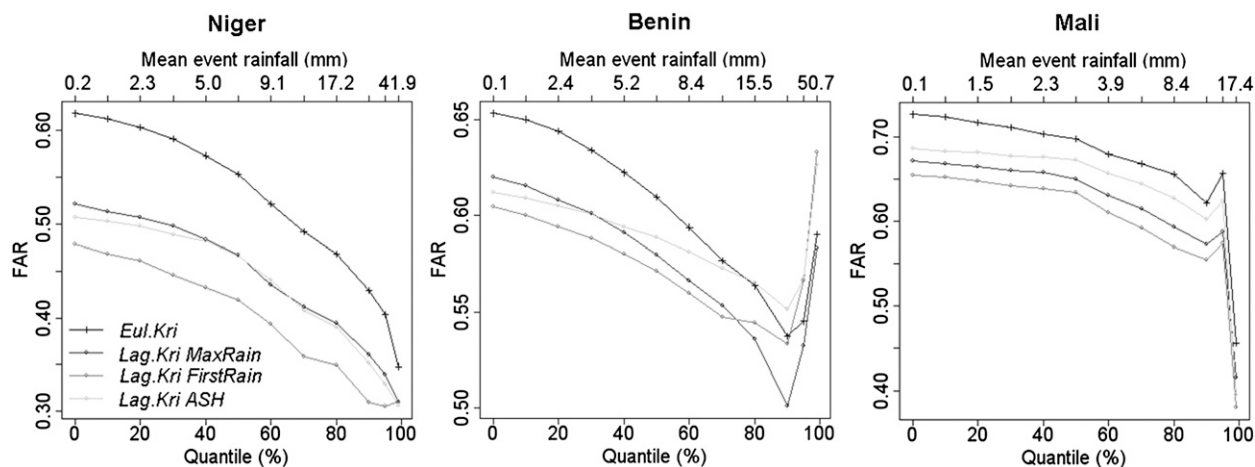 Niger
Mean event rainfall (mm)
0.2 2.3 5.0 9.1 17.2 41.9
FAR
0.60
0.50
0.40
0.30
Eul.Kri
Lag.Kri MaxRain
Lag.Kri FirstRain
Lag.Kri ASH
0 20 40 60 80 100
Quantile (%)
Benin
Mean event rainfall (mm)
0.1 2.4 5.2 8.4 15.5 50.7
FAR
0.65
0.60
0.55
0.50
0 20 40 60 80 100
Quantile (%)
Mali
Mean event rainfall (mm)
0.1 1.5 2.3 3.9 8.4 17.4
FAR
0.70
0.60
0.50
0.40
0 20 40 60 80 100
Quantile (%)